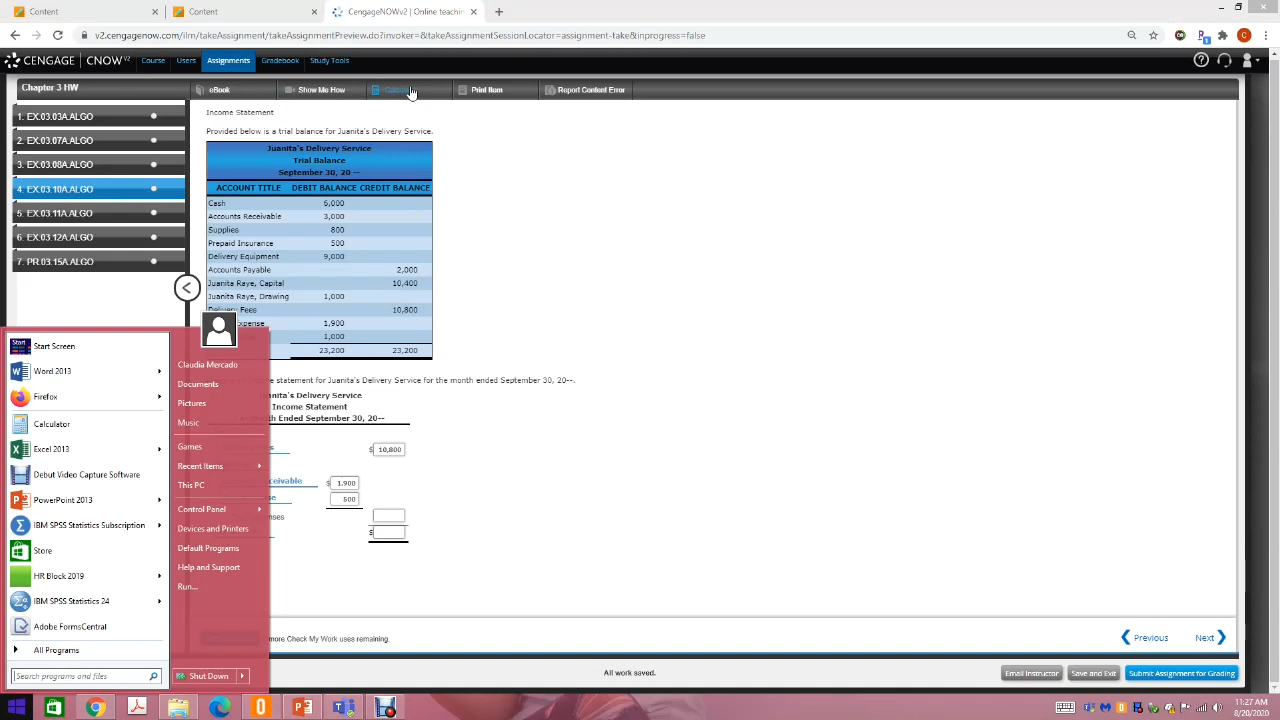 Content
Content
CengageNOWv2 | Online teachin
v2.cengagenow.com/ilrn/takeAssignment/takeAssignmentPreview.do?invoker=&takeAssignmentSessionLocator=assignment-take&inprogress=false
CENGAGE CNOWV2 Course Users Assignments Gradebook Study Tools
Chapter 3 HW
eBook Show Me How Print Item Report Content Error
1. EX.03.03A.ALGO
2. EX.03.07A.ALGO
3. EX.03.08A.ALGO
4. EX.03.10A.ALGO
5. EX.03.11A.ALGO
6. EX.03.12A.ALGO
7. PR.03.15A.ALGO
Income Statement
Provided below is a trial balance for Juanita's Delivery Service.
Juanita's Delivery Service
Trial Balance
September 30, 20 --
ACCOUNT TITLE DEBIT BALANCE CREDIT BALANCE
Cash 6,000
Accounts Receivable 3,000
Supplies 800
Prepaid Insurance 500
Delivery Equipment 9,000
Accounts Payable 2,000
Juanita Raye, Capital 10,400
Juanita Raye, Drawing 1,000
Delivery Fees 10,800
xpense 1,900
1,000
23,200 23,200
statement for Juanita's Delivery Service for the month ended September 30, 20--.
anita's Delivery Service
Income Statement
Ended September 30, 20--
$ 10,800
ceivable $ 1,900
500
$
Start Screen
Word 2013
Firefox
Calculator
Excel 2013
Debut Video Capture Software
PowerPoint 2013
IBM SPSS Statistics Subscription
Store
HR Block 2019
IBM SPSS Statistics 24
Adobe FormsCentral
All Programs
Search programs and files
Claudia Mercado
Documents
Pictures
Music
Games
Recent Items
This PC
Control Panel
Devices and Printers
Default Programs
Help and Support
Run...
Shut Down
more Check My Work uses remaining.
Previous Next
All work saved.
Email Instructor Save and Exit Submit Assignment for Grading
11:27 AM
8/20/2020